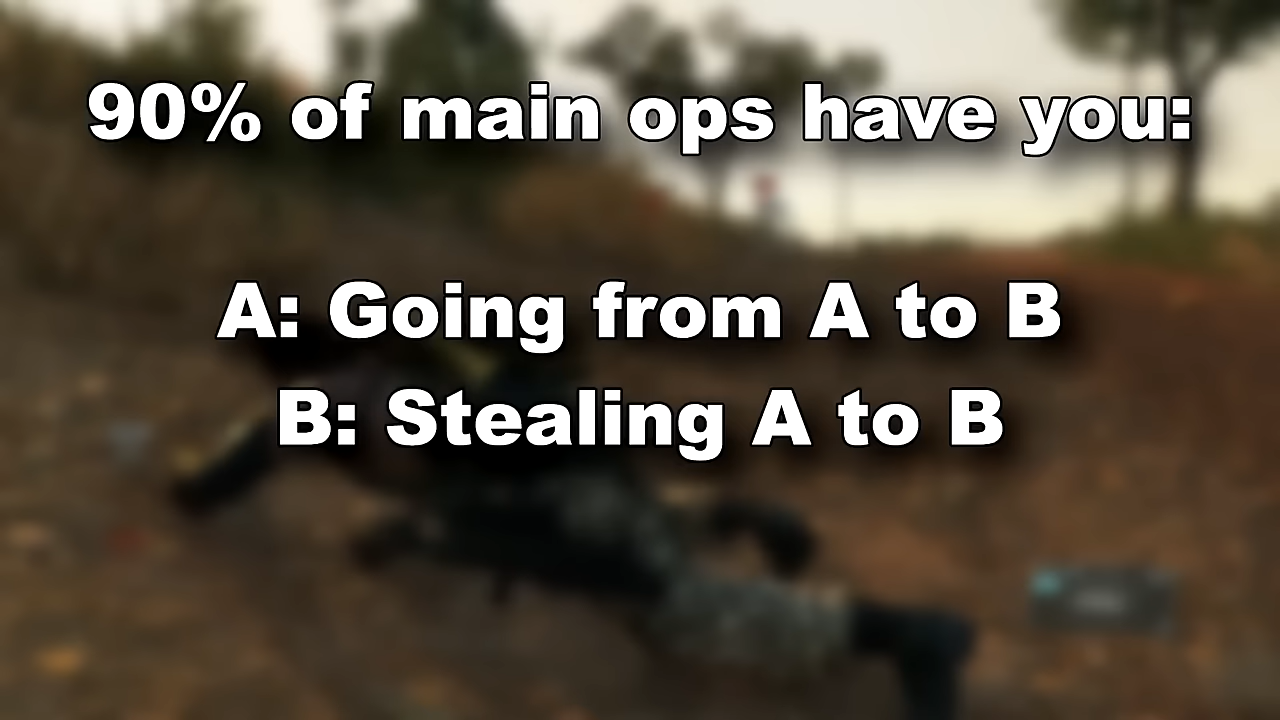 90% of main ops have you:
A: Going from A to B
B: Stealing A to B